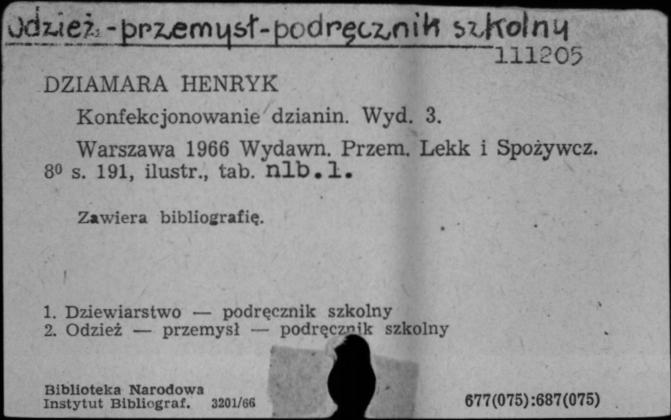 Odzież-przemysł-podręcznik szkolny
111205
DZIAMARA HENRYK
Konfekcjonowanie dzianin. Wyd. 3.
Warszawa 1966 Wydawn. Przem. Lekk i Spożywcz.
8⁰ s. 191, ilustr., tab. nlb.1.
Zawiera bibliografię.
1. Dziewiarstwo — podręcznik szkolny
2. Odzież — przemysł — podręcznik szkolny
Biblioteka Narodowa
Instytut Bibliograf. 3201/66
677(075):687(075)